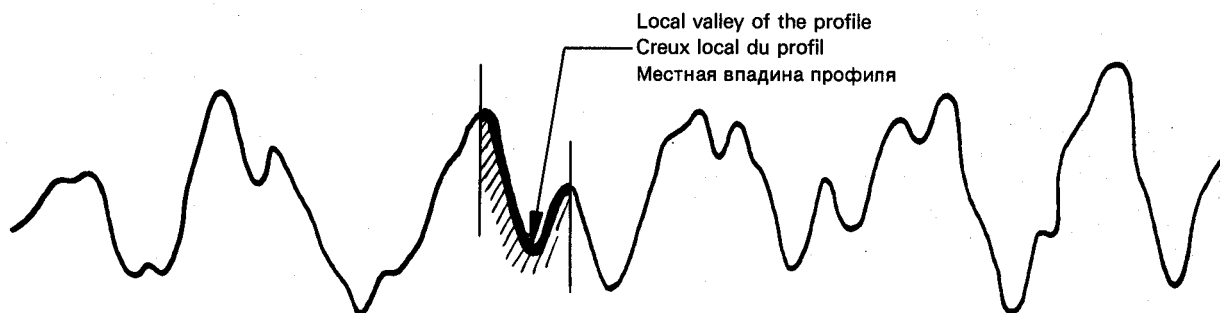 Local valley of the profile
Creux local du profil
Местная впадина профиля